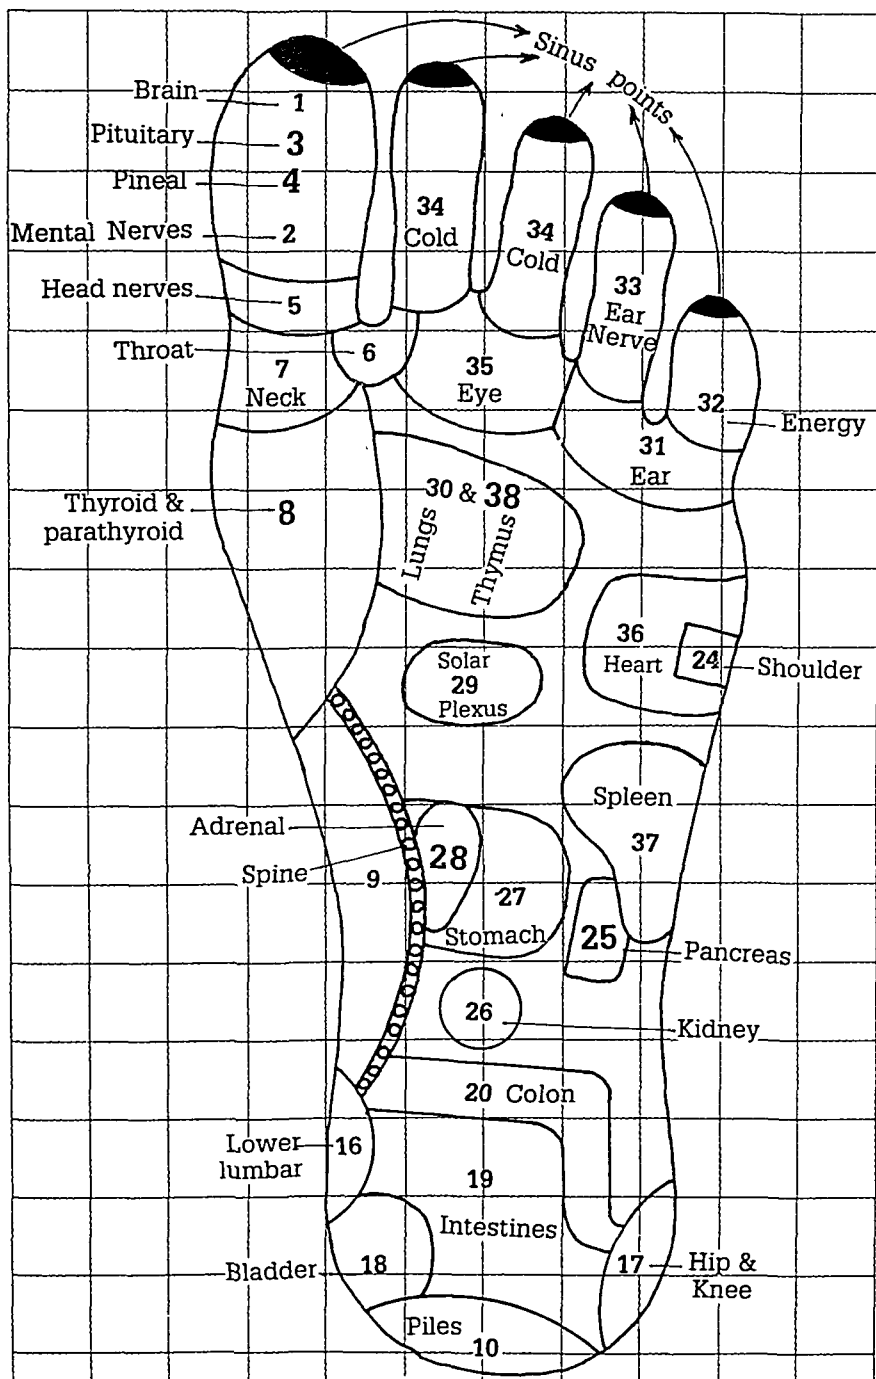 Sinus points
Brain 1
Pituitary 3
Pineal 4
Mental Nerves 2
34
Cold
34
Cold
Head nerves 5
33
Ear
Nerve
Throat 6
7
Neck
35
Eye
32
Energy
31
Ear
Thyroid &
parathyroid
8
30 & 38
Lungs
Thymus
36
Heart
24 Shoulder
Solar
29
Plexus
Spleen
37
Adrenal
28
Spine
9
27
Stomach
25
Pancreas
26
Kidney
20 Colon
Lower
lumbar
16
19
Intestines
Bladder 18
17 Hip &
Knee
Piles
10